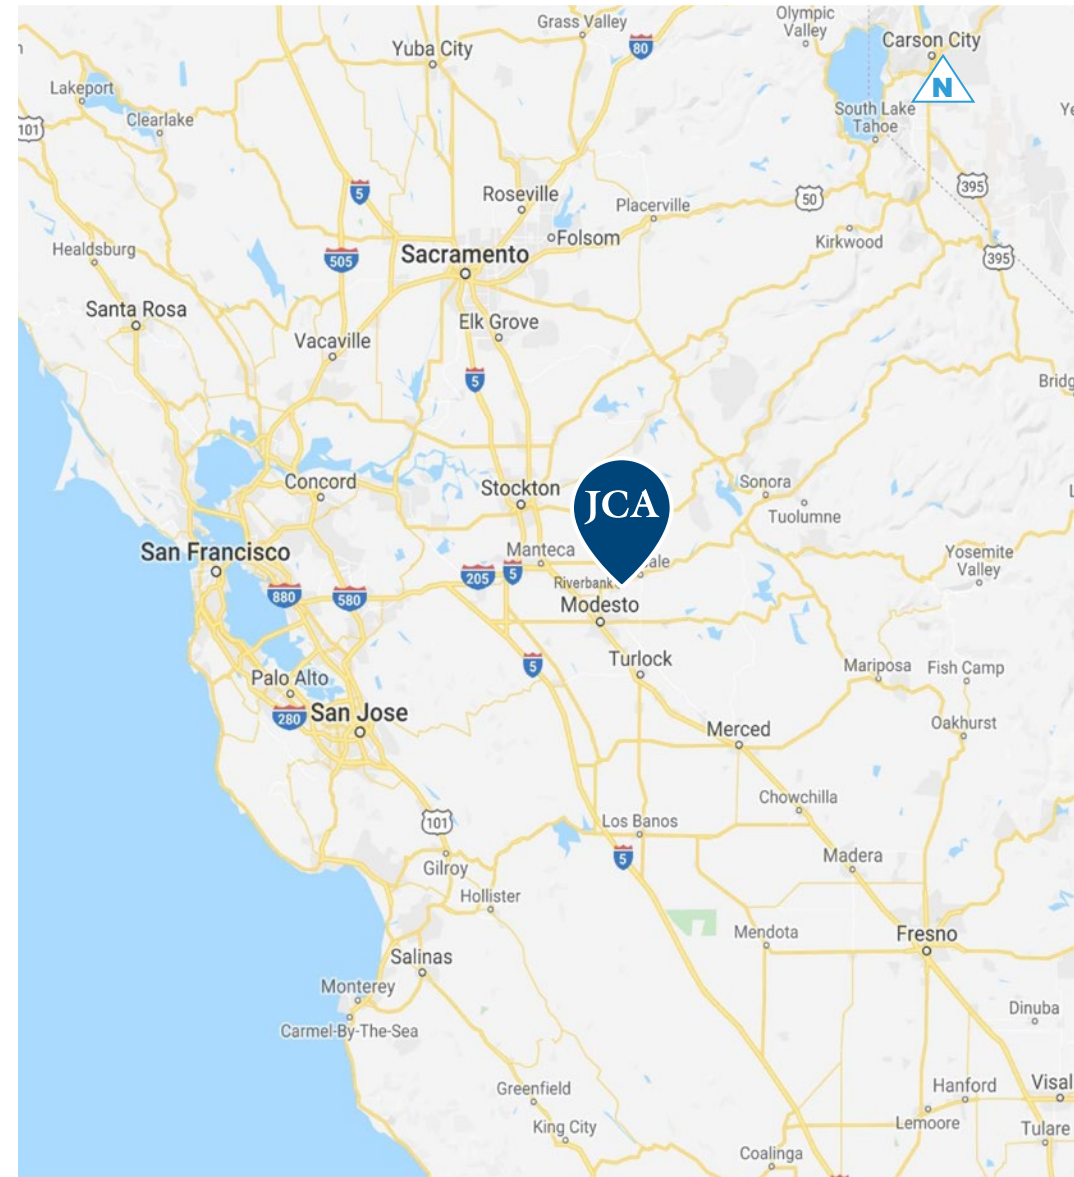 Grass Valley
Olympic
Valley
Carson City
Yuba City
80
N
Lakeport
Clearlake
South Lake
Tahoe
101
5
Roseville
Placerville
50
395
Folsom
Kirkwood
Healdsburg
505
Sacramento
395
Santa Rosa
Elk Grove
Vacaville
5
Bridg
Concord
Stockton
JCA
Sonora
Tuolumne
San Francisco
Manteca
ale
Yosemite
Valley
205
5
Riverbank
880
580
Modesto
5
Turlock
Mariposa
Fish Camp
Palo Alto
280
San Jose
Merced
Oakhurst
101
Chowchilla
Los Banos
5
Madera
Gilroy
Hollister
Mendota
Fresno
Salinas
Monterey
Carmel-By-The-Sea
Dinuba
Greenfield
Hanford
Visal
King City
Lemoore
Tulare
Coalinga